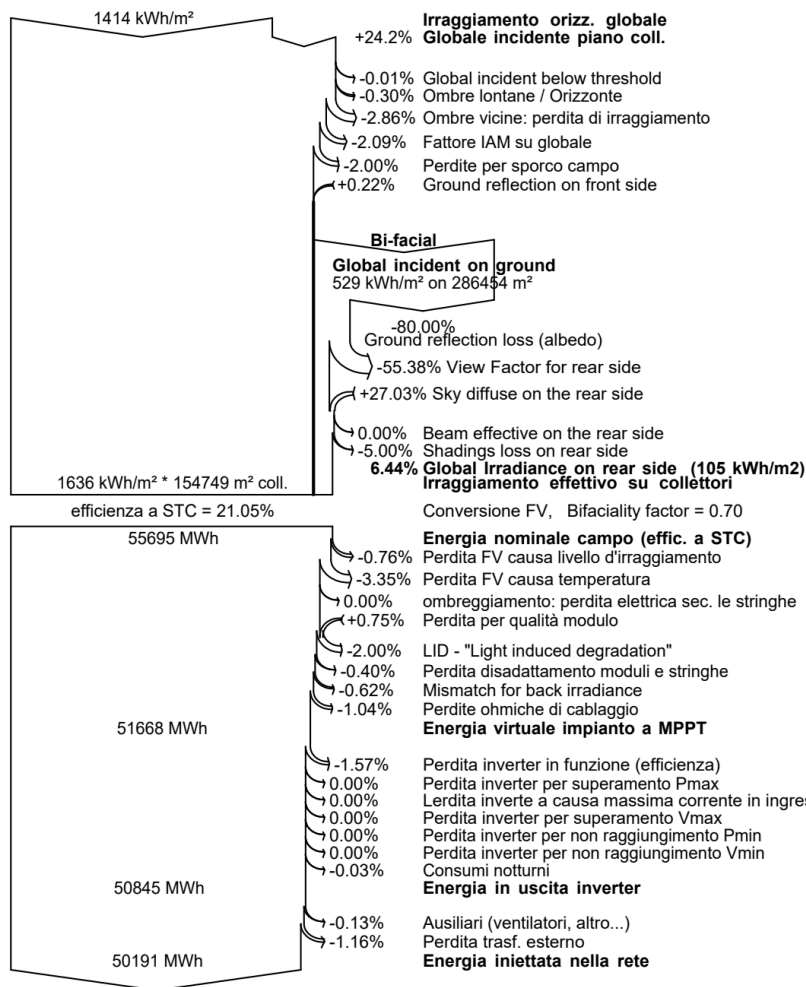 1414 kWh/m² Irraggiamento orizz. globale
+24.2% Globale incidente piano coll.
-0.01% Global incident below threshold
-0.30% Ombre lontane / Orizzonte
-2.86% Ombre vicine: perdita di irraggiamento
-2.09% Fattore IAM su globale
-2.00% Perdite per sporco campo
+0.22% Ground reflection on front side
Bi-facial
Global incident on ground
529 kWh/m² on 286454 m²
-80.00%
Ground reflection loss (albedo)
-55.38% View Factor for rear side
+27.03% Sky diffuse on the rear side
0.00% Beam effective on the rear side
-5.00% Shadings loss on rear side
6.44% Global Irradiance on rear side (105 kWh/m2)
1636 kWh/m² * 154749 m² coll. Irraggiamento effettivo su collettori
efficienza a STC = 21.05% Conversione FV, Bifaciality factor = 0.70
55695 MWh Energia nominale campo (effic. a STC)
-0.76% Perdita FV causa livello d'irraggiamento
-3.35% Perdita FV causa temperatura
0.00% ombreggiamento: perdita elettrica sec. le stringhe
+0.75% Perdita per qualità modulo
-2.00% LID - "Light induced degradation"
-0.40% Perdita disadattamento moduli e stringhe
-0.62% Mismatch for back irradiance
-1.04% Perdite ohmiche di cablaggio
51668 MWh Energia virtuale impianto a MPPT
-1.57% Perdita inverter in funzione (efficienza)
0.00% Perdita inverter per superamento Pmax
0.00% Lerdita inverte a causa massima corrente in ingres
0.00% Perdita inverter per superamento Vmax
0.00% Perdita inverter per non raggiungimento Pmin
0.00% Perdita inverter per non raggiungimento Vmin
-0.03% Consumi notturni
50845 MWh Energia in uscita inverter
-0.13% Ausiliari (ventilatori, altro...)
-1.16% Perdita trasf. esterno
50191 MWh Energia iniettata nella rete